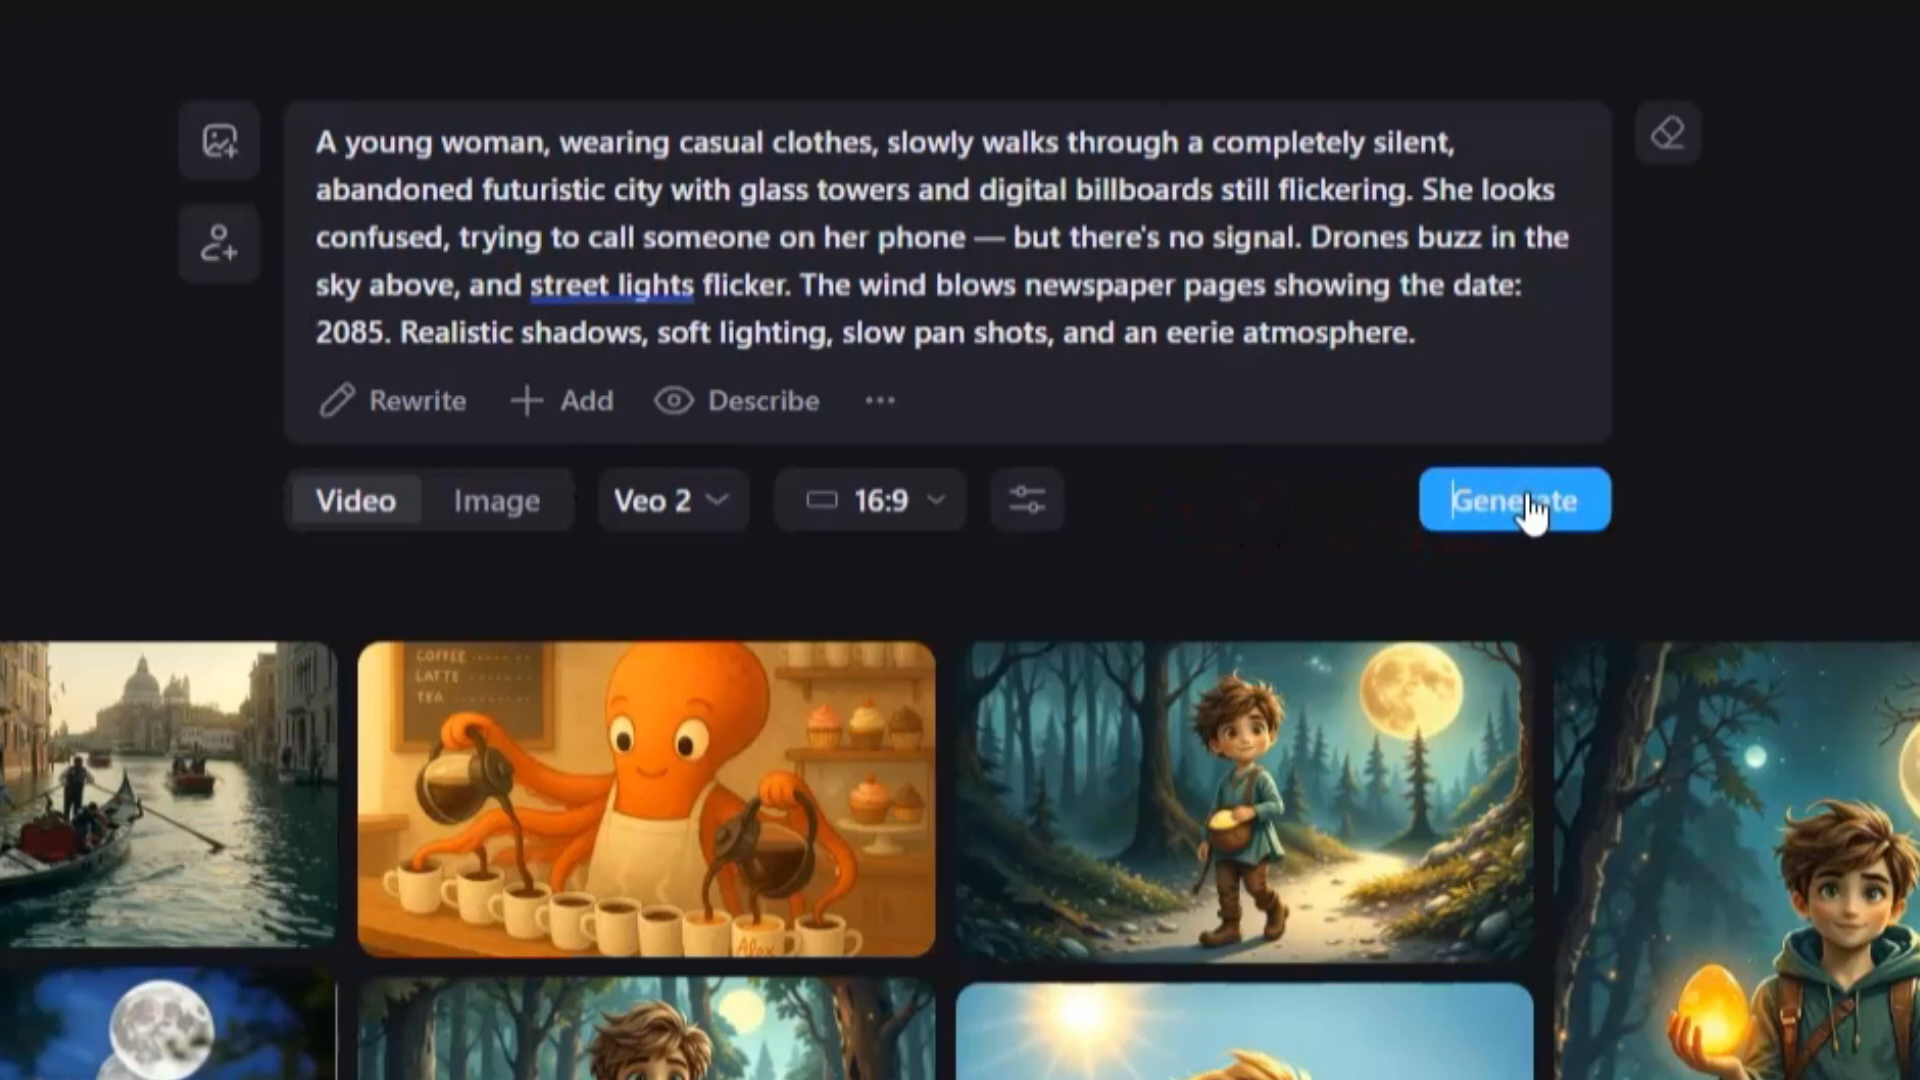 A young woman, wearing casual clothes, slowly walks through a completely silent,
abandoned futuristic city with glass towers and digital billboards still flickering. She looks
confused, trying to call someone on her phone — but there's no signal. Drones buzz in the
sky above, and street lights flicker. The wind blows newspaper pages showing the date:
2085. Realistic shadows, soft lighting, slow pan shots, and an eerie atmosphere.
Rewrite Add Describe ...
Video Image Veo 2 16:9 Generate
COFFEE
LATTE
TEA
Alex